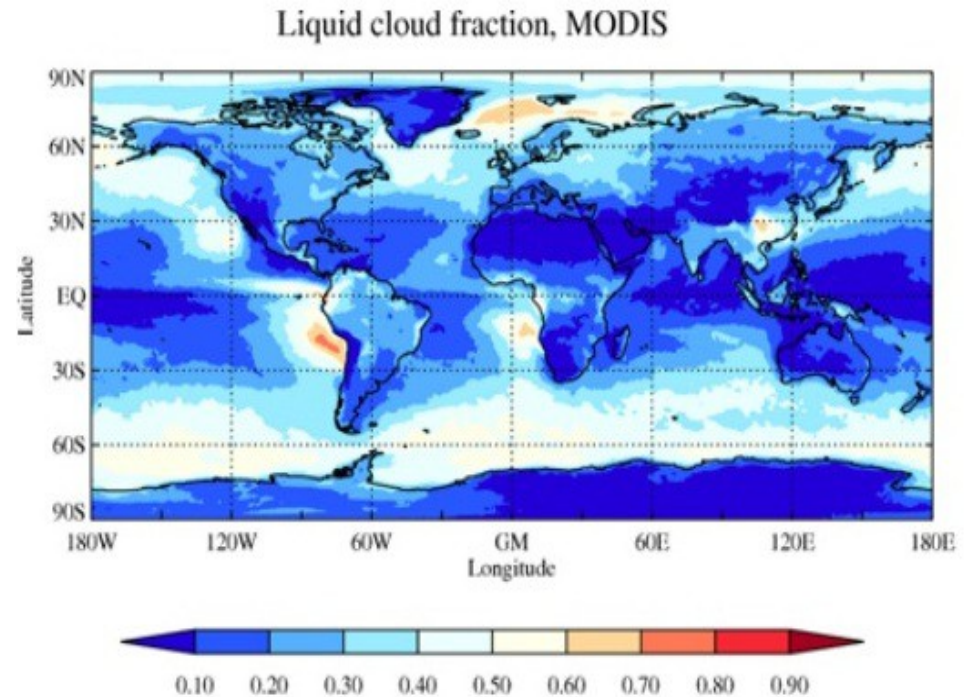 Liquid cloud fraction, MODIS
90N
60N
30N
EQ
30S
60S
90S
Latitude
180W 120W 60W GM 60E 120E 180E
Longitude
0.10 0.20 0.30 0.40 0.50 0.60 0.70 0.80 0.90